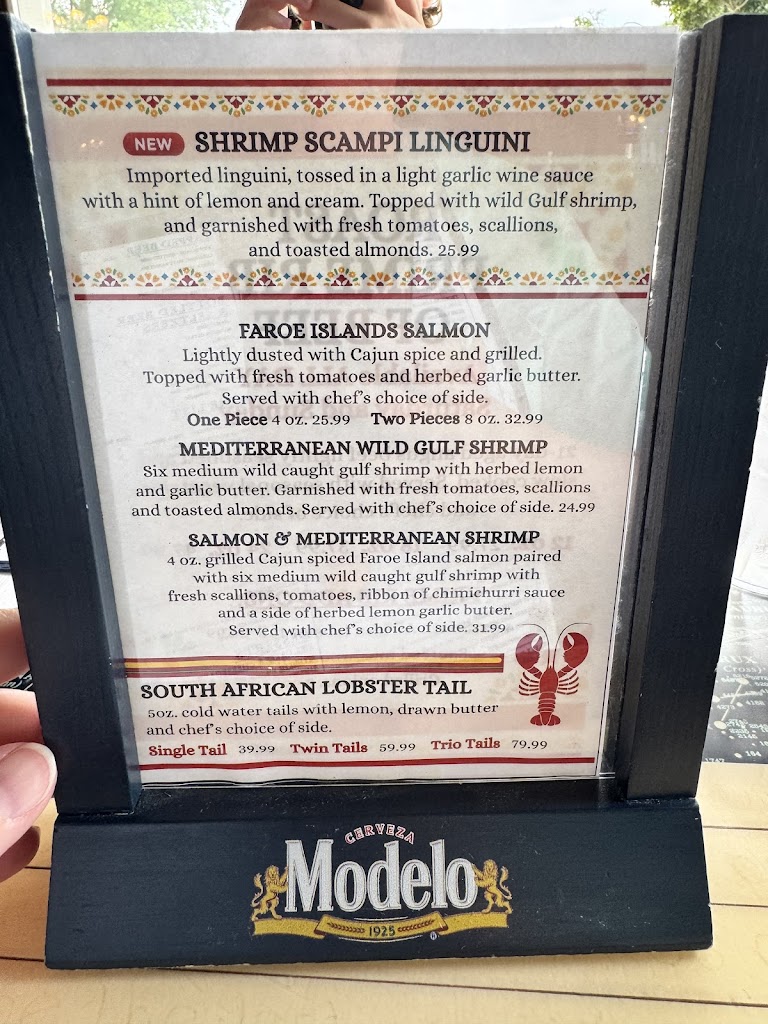 NEW SHRIMP SCAMPI LINGUINI
Imported linguini, tossed in a light garlic wine sauce
with a hint of lemon and cream. Topped with wild Gulf shrimp,
and garnished with fresh tomatoes, scallions,
and toasted almonds. 25.99
FAROE ISLANDS SALMON
Lightly dusted with Cajun spice and grilled.
Topped with fresh tomatoes and herbed garlic butter.
Served with chef's choice of side.
One Piece 4 oz. 25.99 Two Pieces 8 oz. 32.99
MEDITERRANEAN WILD GULF SHRIMP
Six medium wild caught gulf shrimp with herbed lemon
and garlic butter. Garnished with fresh tomatoes, scallions
and toasted almonds. Served with chef's choice of side. 24.99
SALMON & MEDITERRANEAN SHRIMP
4 oz. grilled Cajun spiced Faroe Island salmon paired
with six medium wild caught gulf shrimp with
fresh scallions, tomatoes, ribbon of chimichurri sauce
and a side of herbed lemon garlic butter.
Served with chef's choice of side. 31.99
SOUTH AFRICAN LOBSTER TAIL
5oz. cold water tails with lemon, drawn butter
and chef's choice of side.
Single Tail 39.99 Twin Tails 59.99 Trio Tails 79.99
CERVEZA
Modelo
1925